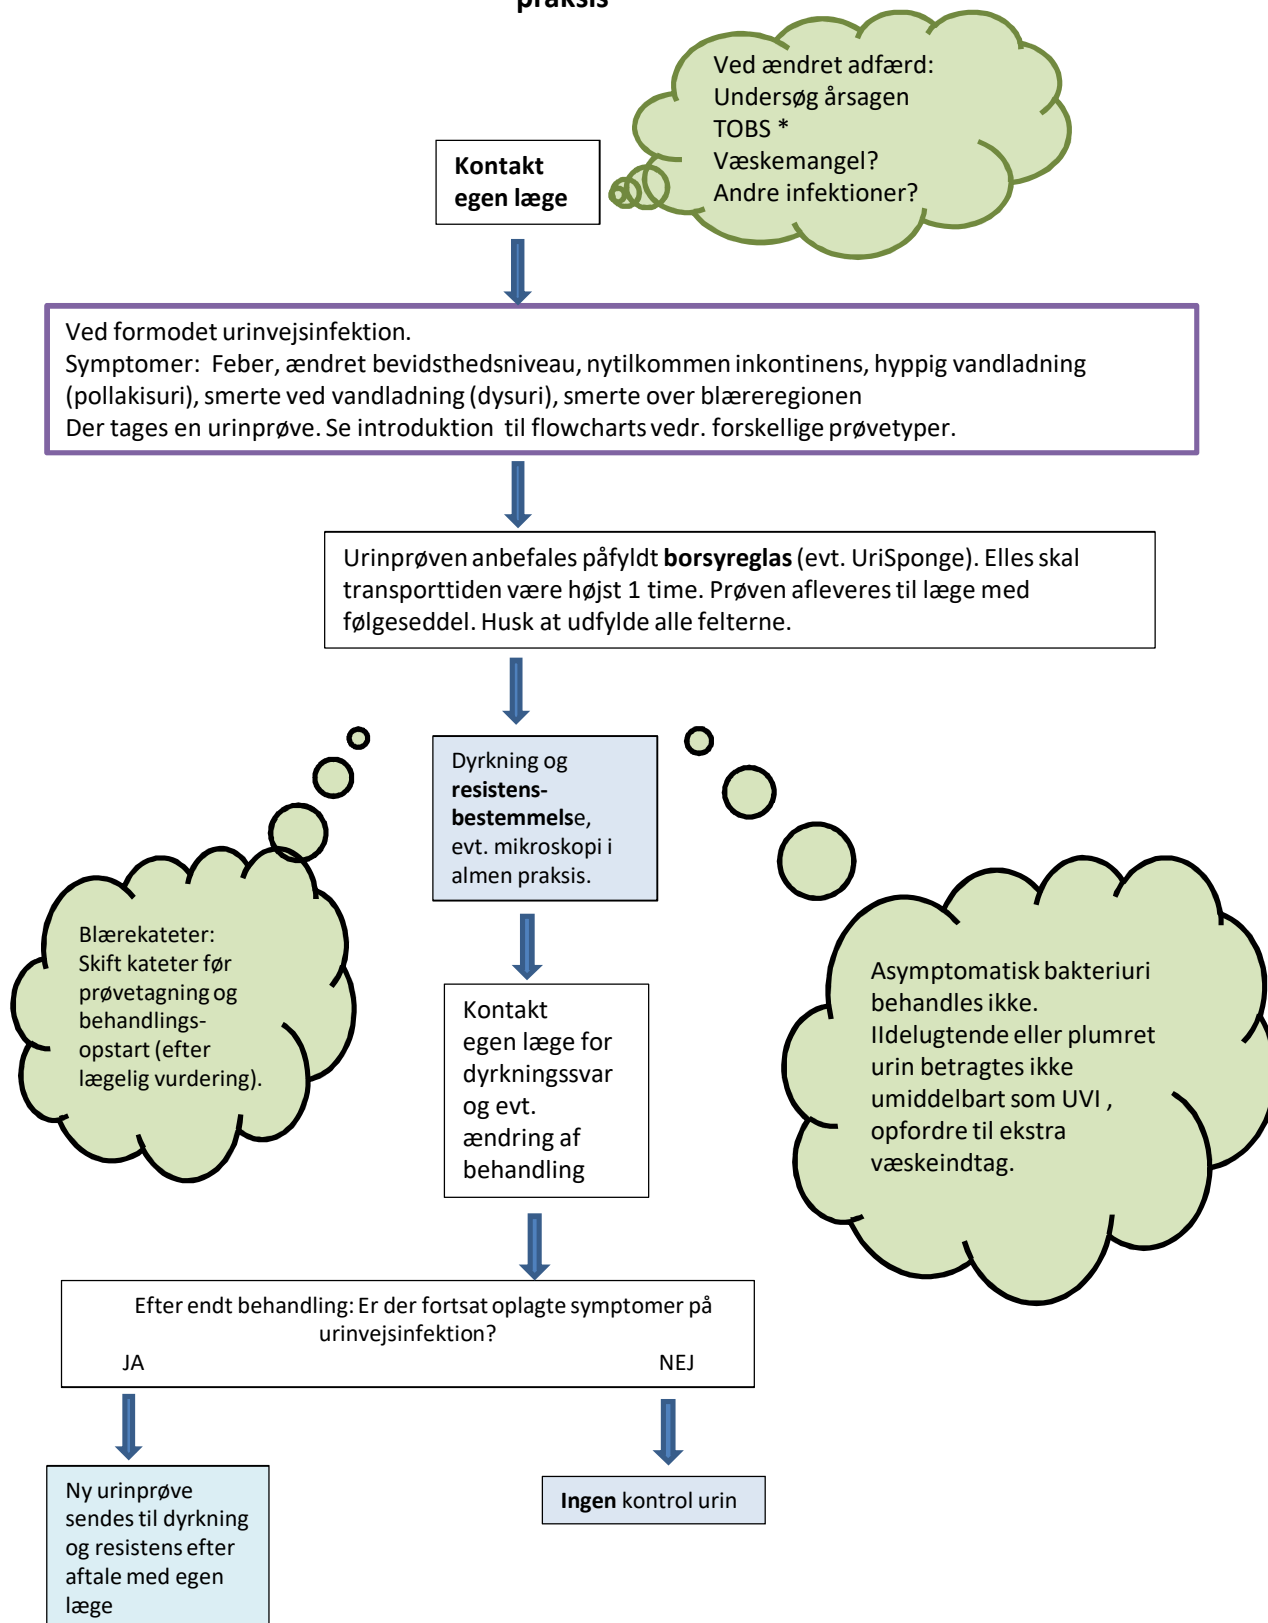 praksis
Ved ændret adfærd:
Undersøg årsagen
TOBS *
Væskemangel?
Andre infektioner?
Kontakt
egen læge
Ved formodet urinvejsinfektion.
Symptomer: Feber, ændret bevidsthedsniveau, nytilkommen inkontinens, hyppig vandladning
(pollakisuri), smerte ved vandladning (dysuri), smerte over blæreregionen
Der tages en urinprøve. Se introduktion til flowcharts vedr. forskellige prøvetyper.
Urinprøven anbefales påfyldt borsyreglas (evt. UriSponge). Elles skal
transporttiden være højst 1 time. Prøven afleveres til læge med
følgeseddel. Husk at udfylde alle felterne.
Dyrkning og
resistens-
bestemmelse,
evt. mikroskopi i
almen praksis.
Blærekateter:
Skift kateter før
prøvetagning og
behandlings-
opstart (efter
lægelig vurdering).
Kontakt
egen læge for
dyrkningssvar
og evt.
ændring af
behandling
Asymptomatisk bakteriuri
behandles ikke.
Ildelugtende eller plumret
urin betragtes ikke
umiddelbart som UVI ,
opfordre til ekstra
væskeindtag.
Efter endt behandling: Er der fortsat oplagte symptomer på
urinvejsinfektion?
JA NEJ
Ny urinprøve
sendes til dyrkning
og resistens efter
aftale med egen
læge
Ingen kontrol urin